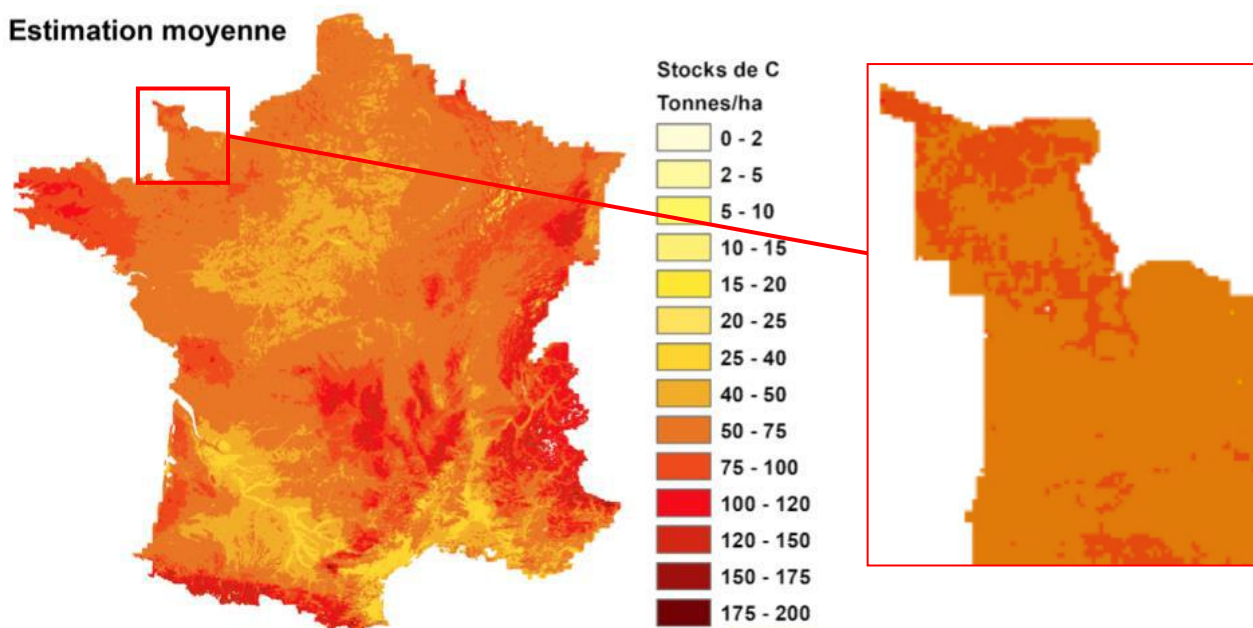 Estimation moyenne
Stocks de C
Tonnes/ha
0 - 2
2 - 5
5 - 10
10 - 15
15 - 20
20 - 25
25 - 40
40 - 50
50 - 75
75 - 100
100 - 120
120 - 150
150 - 175
175 - 200